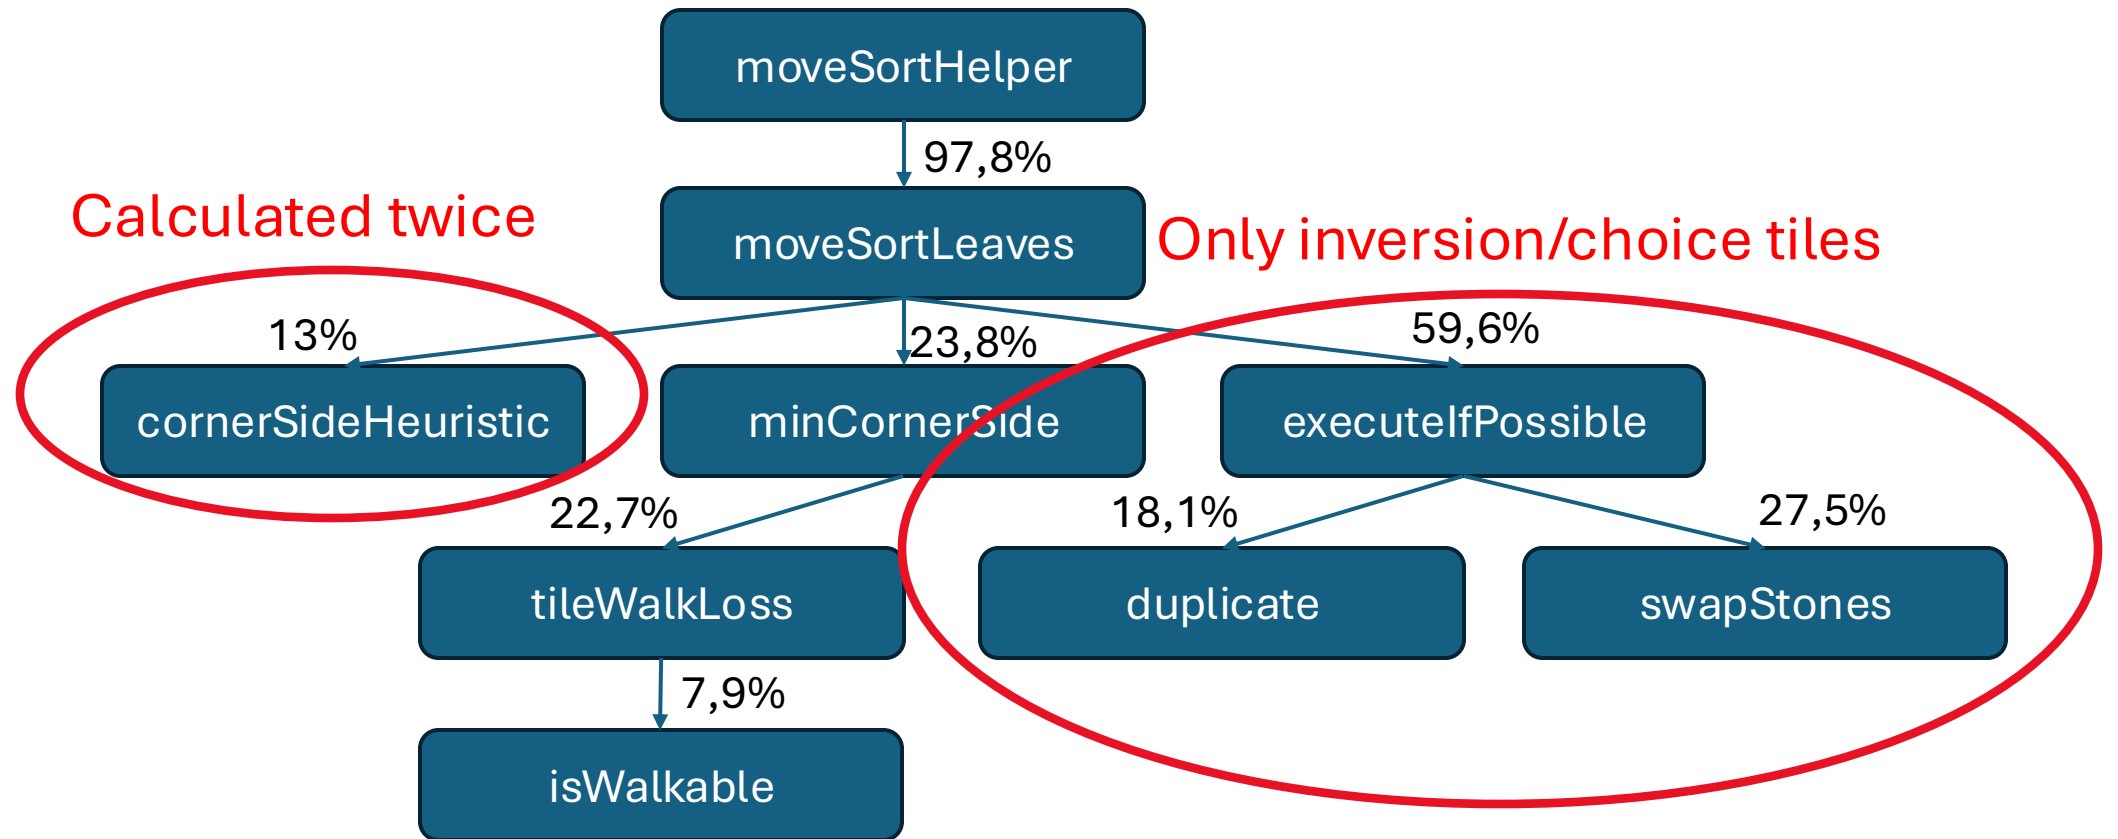 moveSortHelper
97,8%
Calculated twice
moveSortLeaves
Only inversion/choice tiles
13%
23,8%
59,6%
cornerSideHeuristic
minCornerSide
executeIfPossible
22,7%
18,1%
27,5%
tileWalkLoss
duplicate
swapStones
7,9%
isWalkable